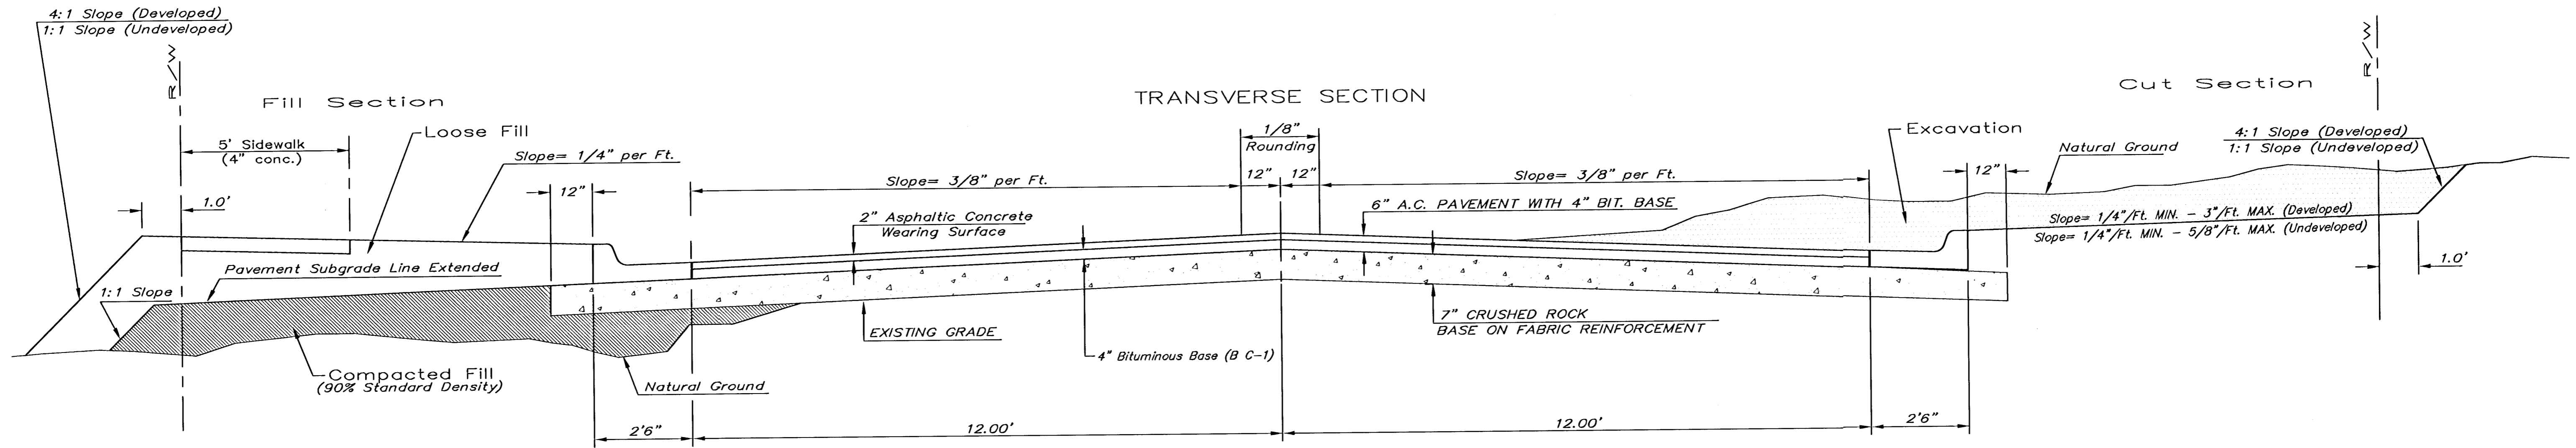 4:1 Slope (Developed)
1:1 Slope (Undeveloped)
R/W
Fill Section
5' Sidewalk
(4" conc.)
Loose Fill
Slope= 1/4" per Ft.
1.0'
12"
Slope= 3/8" per Ft.
TRANSVERSE SECTION
1/8"
Rounding
12"
12"
Slope= 3/8" per Ft.
Cut Section
R/W
Excavation
Natural Ground
4:1 Slope (Developed)
1:1 Slope (Undeveloped)
12"
2" Asphaltic Concrete
Wearing Surface
6" A.C. PAVEMENT WITH 4" BIT. BASE
Slope= 1/4"/Ft. MIN. - 3"/Ft. MAX. (Developed)
Slope= 1/4"/Ft. MIN. - 5/8"/Ft. MAX. (Undeveloped)
1.0'
Pavement Subgrade Line Extended
1:1 Slope
EXISTING GRADE
7" CRUSHED ROCK
BASE ON FABRIC REINFORCEMENT
4" Bituminous Base (B C-1)
Compacted Fill
(90% Standard Density)
Natural Ground
2'6"
12.00'
12.00'
2'6"